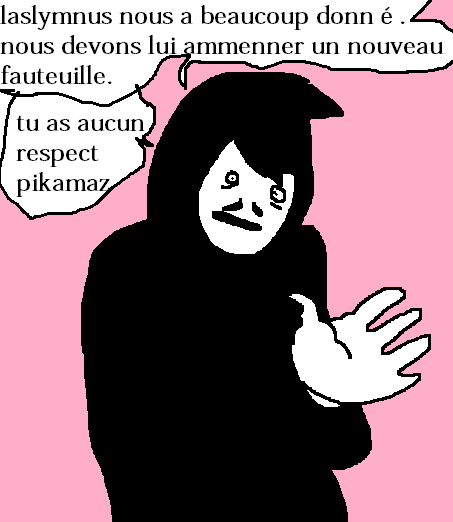 laslymnus nous a beaucoup donn é .
nous devons lui ammenner un nouveau
fauteuille.
tu as aucun
respect
pikamaz